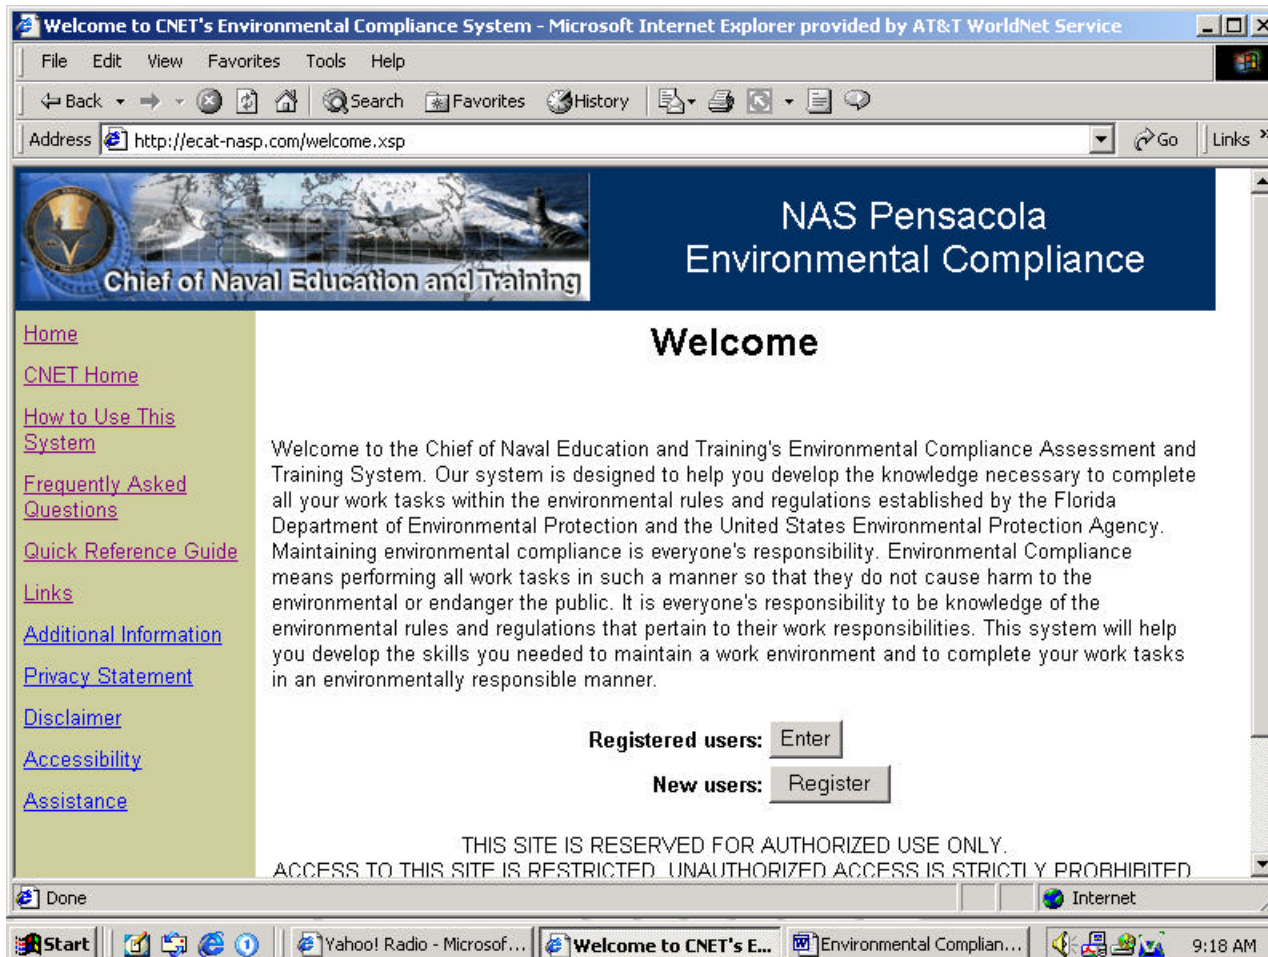 Welcome to CNET's Environmental Compliance System - Microsoft Internet Explorer provided by AT&T WorldNet Service
File Edit View Favorites Tools Help
Back Search Favorites History
Address http://ecat-nasp.com/welcome.xsp Go Links
Chief of Naval Education and Training
NAS Pensacola
Environmental Compliance
Home
CNET Home
How to Use This
System
Frequently Asked
Questions
Quick Reference Guide
Links
Additional Information
Privacy Statement
Disclaimer
Accessibility
Assistance
Welcome
Welcome to the Chief of Naval Education and Training's Environmental Compliance Assessment and
Training System. Our system is designed to help you develop the knowledge necessary to complete
all your work tasks within the environmental rules and regulations established by the Florida
Department of Environmental Protection and the United States Environmental Protection Agency.
Maintaining environmental compliance is everyone's responsibility. Environmental Compliance
means performing all work tasks in such a manner so that they do not cause harm to the
environmental or endanger the public. It is everyone's responsibility to be knowledge of the
environmental rules and regulations that pertain to their work responsibilities. This system will help
you develop the skills you needed to maintain a work environment and to complete your work tasks
in an environmentally responsible manner.
Registered users: Enter
New users: Register
THIS SITE IS RESERVED FOR AUTHORIZED USE ONLY.
ACCESS TO THIS SITE IS RESTRICTED. UNAUTHORIZED ACCESS IS STRICTLY PROBHIBITED
Done Internet
Start Yahoo! Radio - Microsof... Welcome to CNET's E... Environmental Complian... 9:18 AM